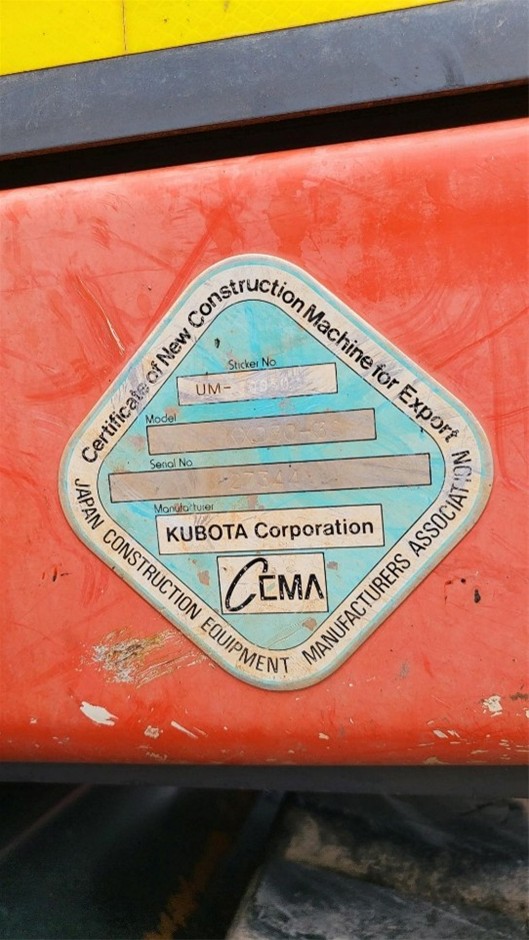 Certificate of New Construction Machine for Export
Sticker No.
UM-
Model
Serial No.
Manufacturer
KUBOTA Corporation
CEMA
JAPAN CONSTRUCTION EQUIPMENT MANUFACTURERS ASSOCIATION